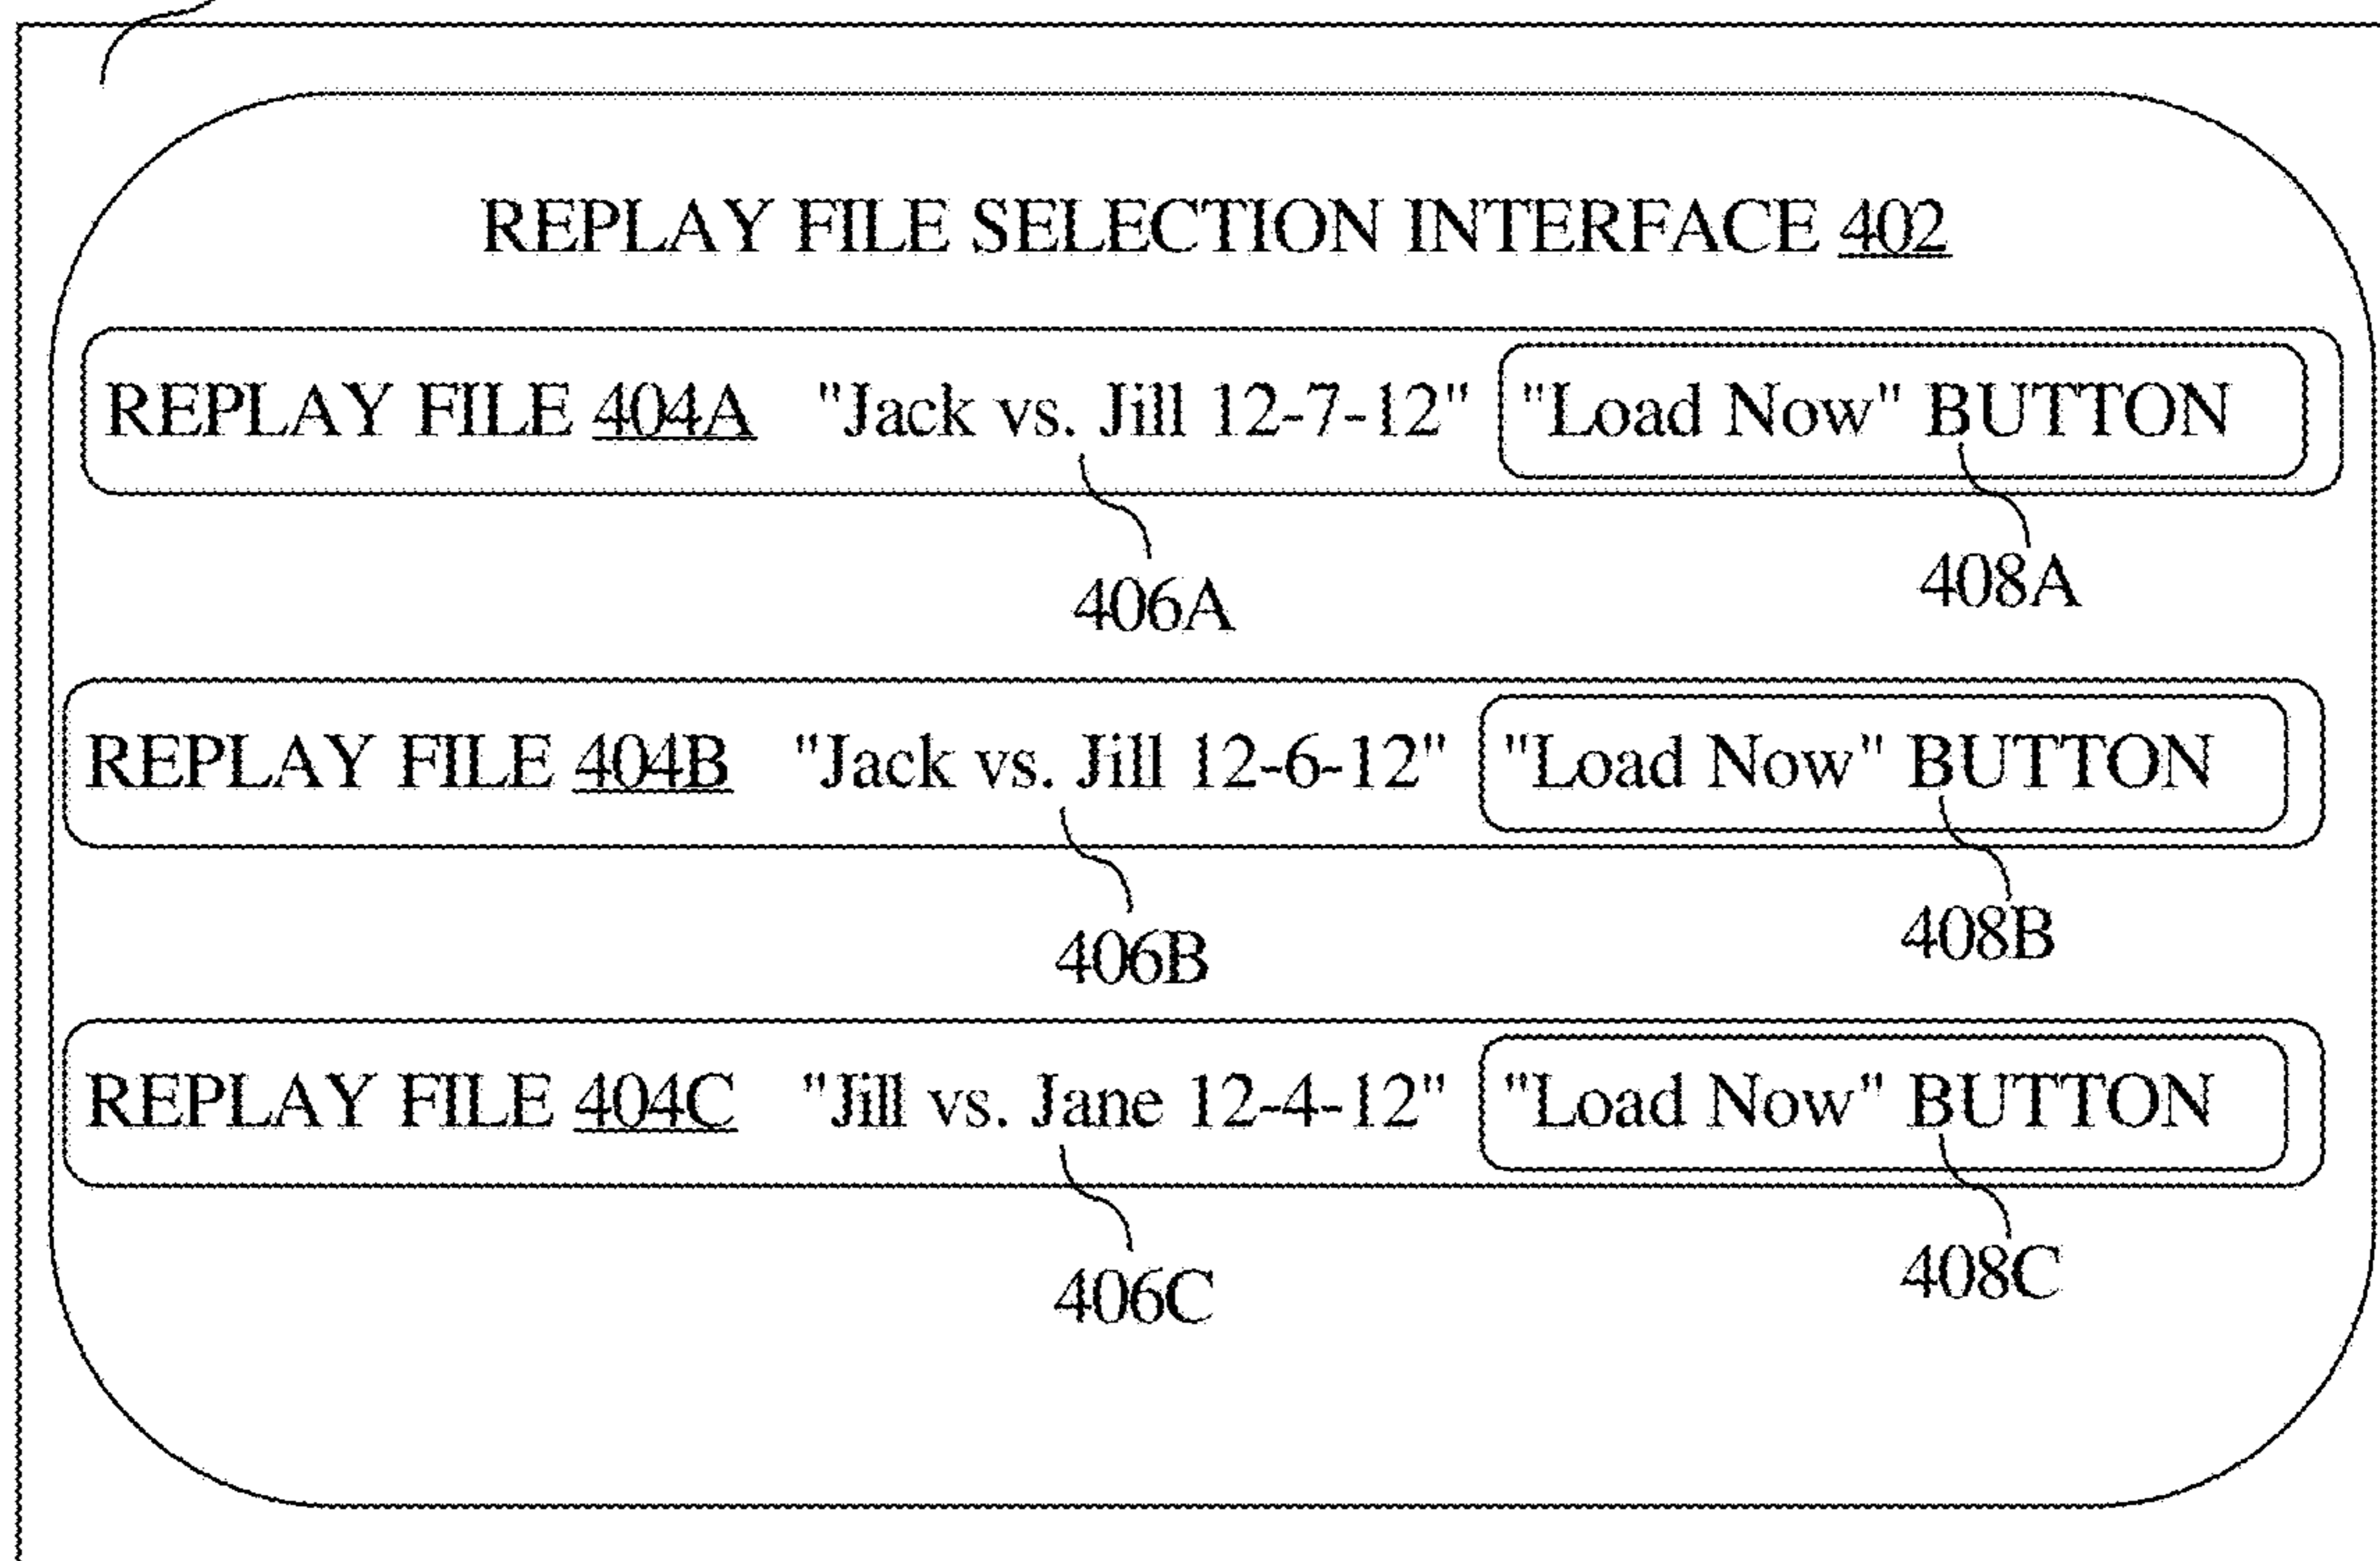 REPLAY FILE SELECTION INTERFACE 402
REPLAY FILE 404A "Jack vs. Jill 12-7-12" "Load Now" BUTTON
406A 408A
REPLAY FILE 404B "Jack vs. Jill 12-6-12" "Load Now" BUTTON
406B 408B
REPLAY FILE 404C "Jill vs. Jane 12-4-12" "Load Now" BUTTON
406C 408C